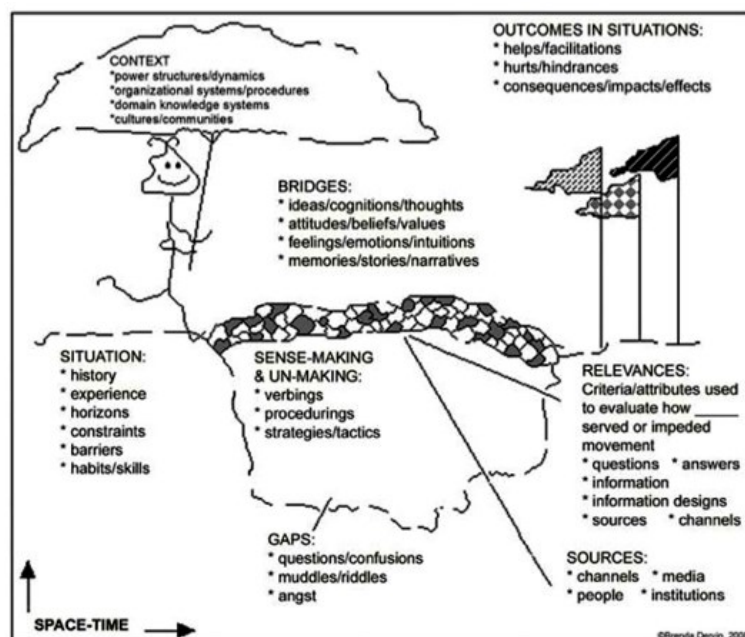 CONTEXT
*power structures/dynamics
*organizational systems/procedures
*domain knowledge systems
*cultures/communities
OUTCOMES IN SITUATIONS:
* helps/facilitations
* hurts/hindrances
* consequences/impacts/effects
BRIDGES:
* ideas/cognitions/thoughts
* attitudes/beliefs/values
* feelings/emotions/intuitions
* memories/stories/narratives
SITUATION:
* history
* experience
* horizons
* constraints
* barriers
* habits/skills
SENSE-MAKING
& UN-MAKING:
* verbings
* procedurings
* strategies/tactics
RELEVANCES:
Criteria/attributes used
to evaluate how _____
served or impeded
movement
* questions * answers
* information
* information designs
* sources * channels
GAPS:
* questions/confusions
* muddles/riddles
* angst
SOURCES:
* channels * media
* people * institutions
SPACE-TIME
©Brenda Dervin,